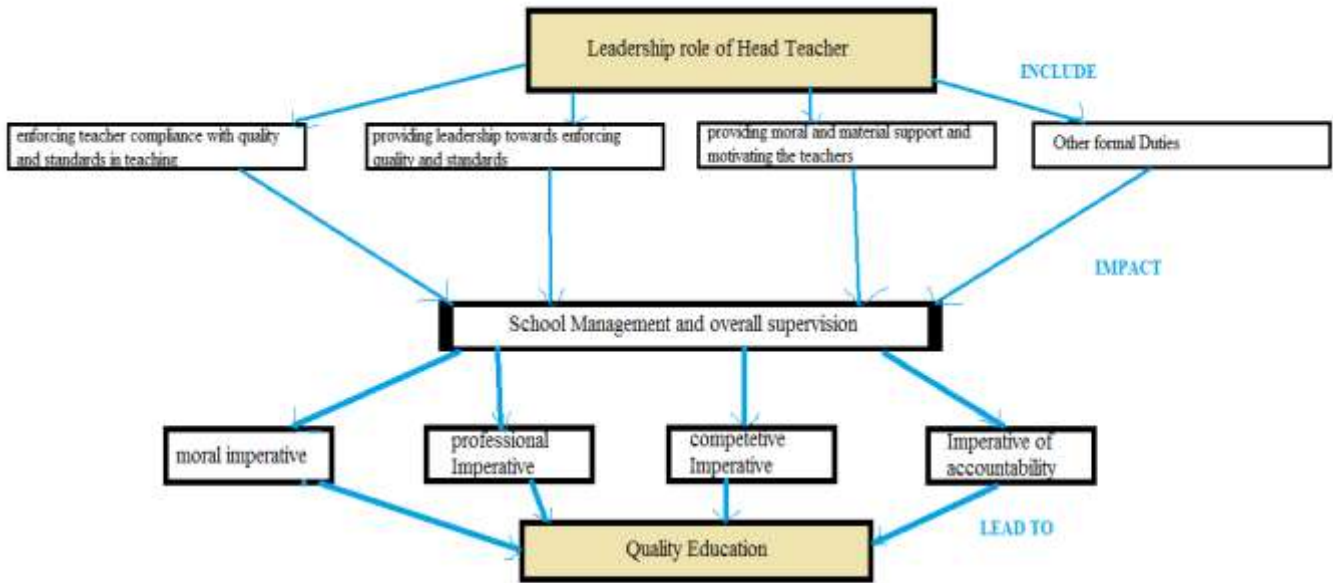 Leadership role of Head Teacher
INCLUDE
enforcing teacher compliance with quality
and standards in teaching
providing leadership towards enforcing
quality and standards
providing moral and material support and
motivating the teachers
Other formal Duties
IMPACT
School Management and overall supervision
moral imperative
professional
Imperative
competetive
Imperative
Imperative of
accountability
LEAD TO
Quality Education